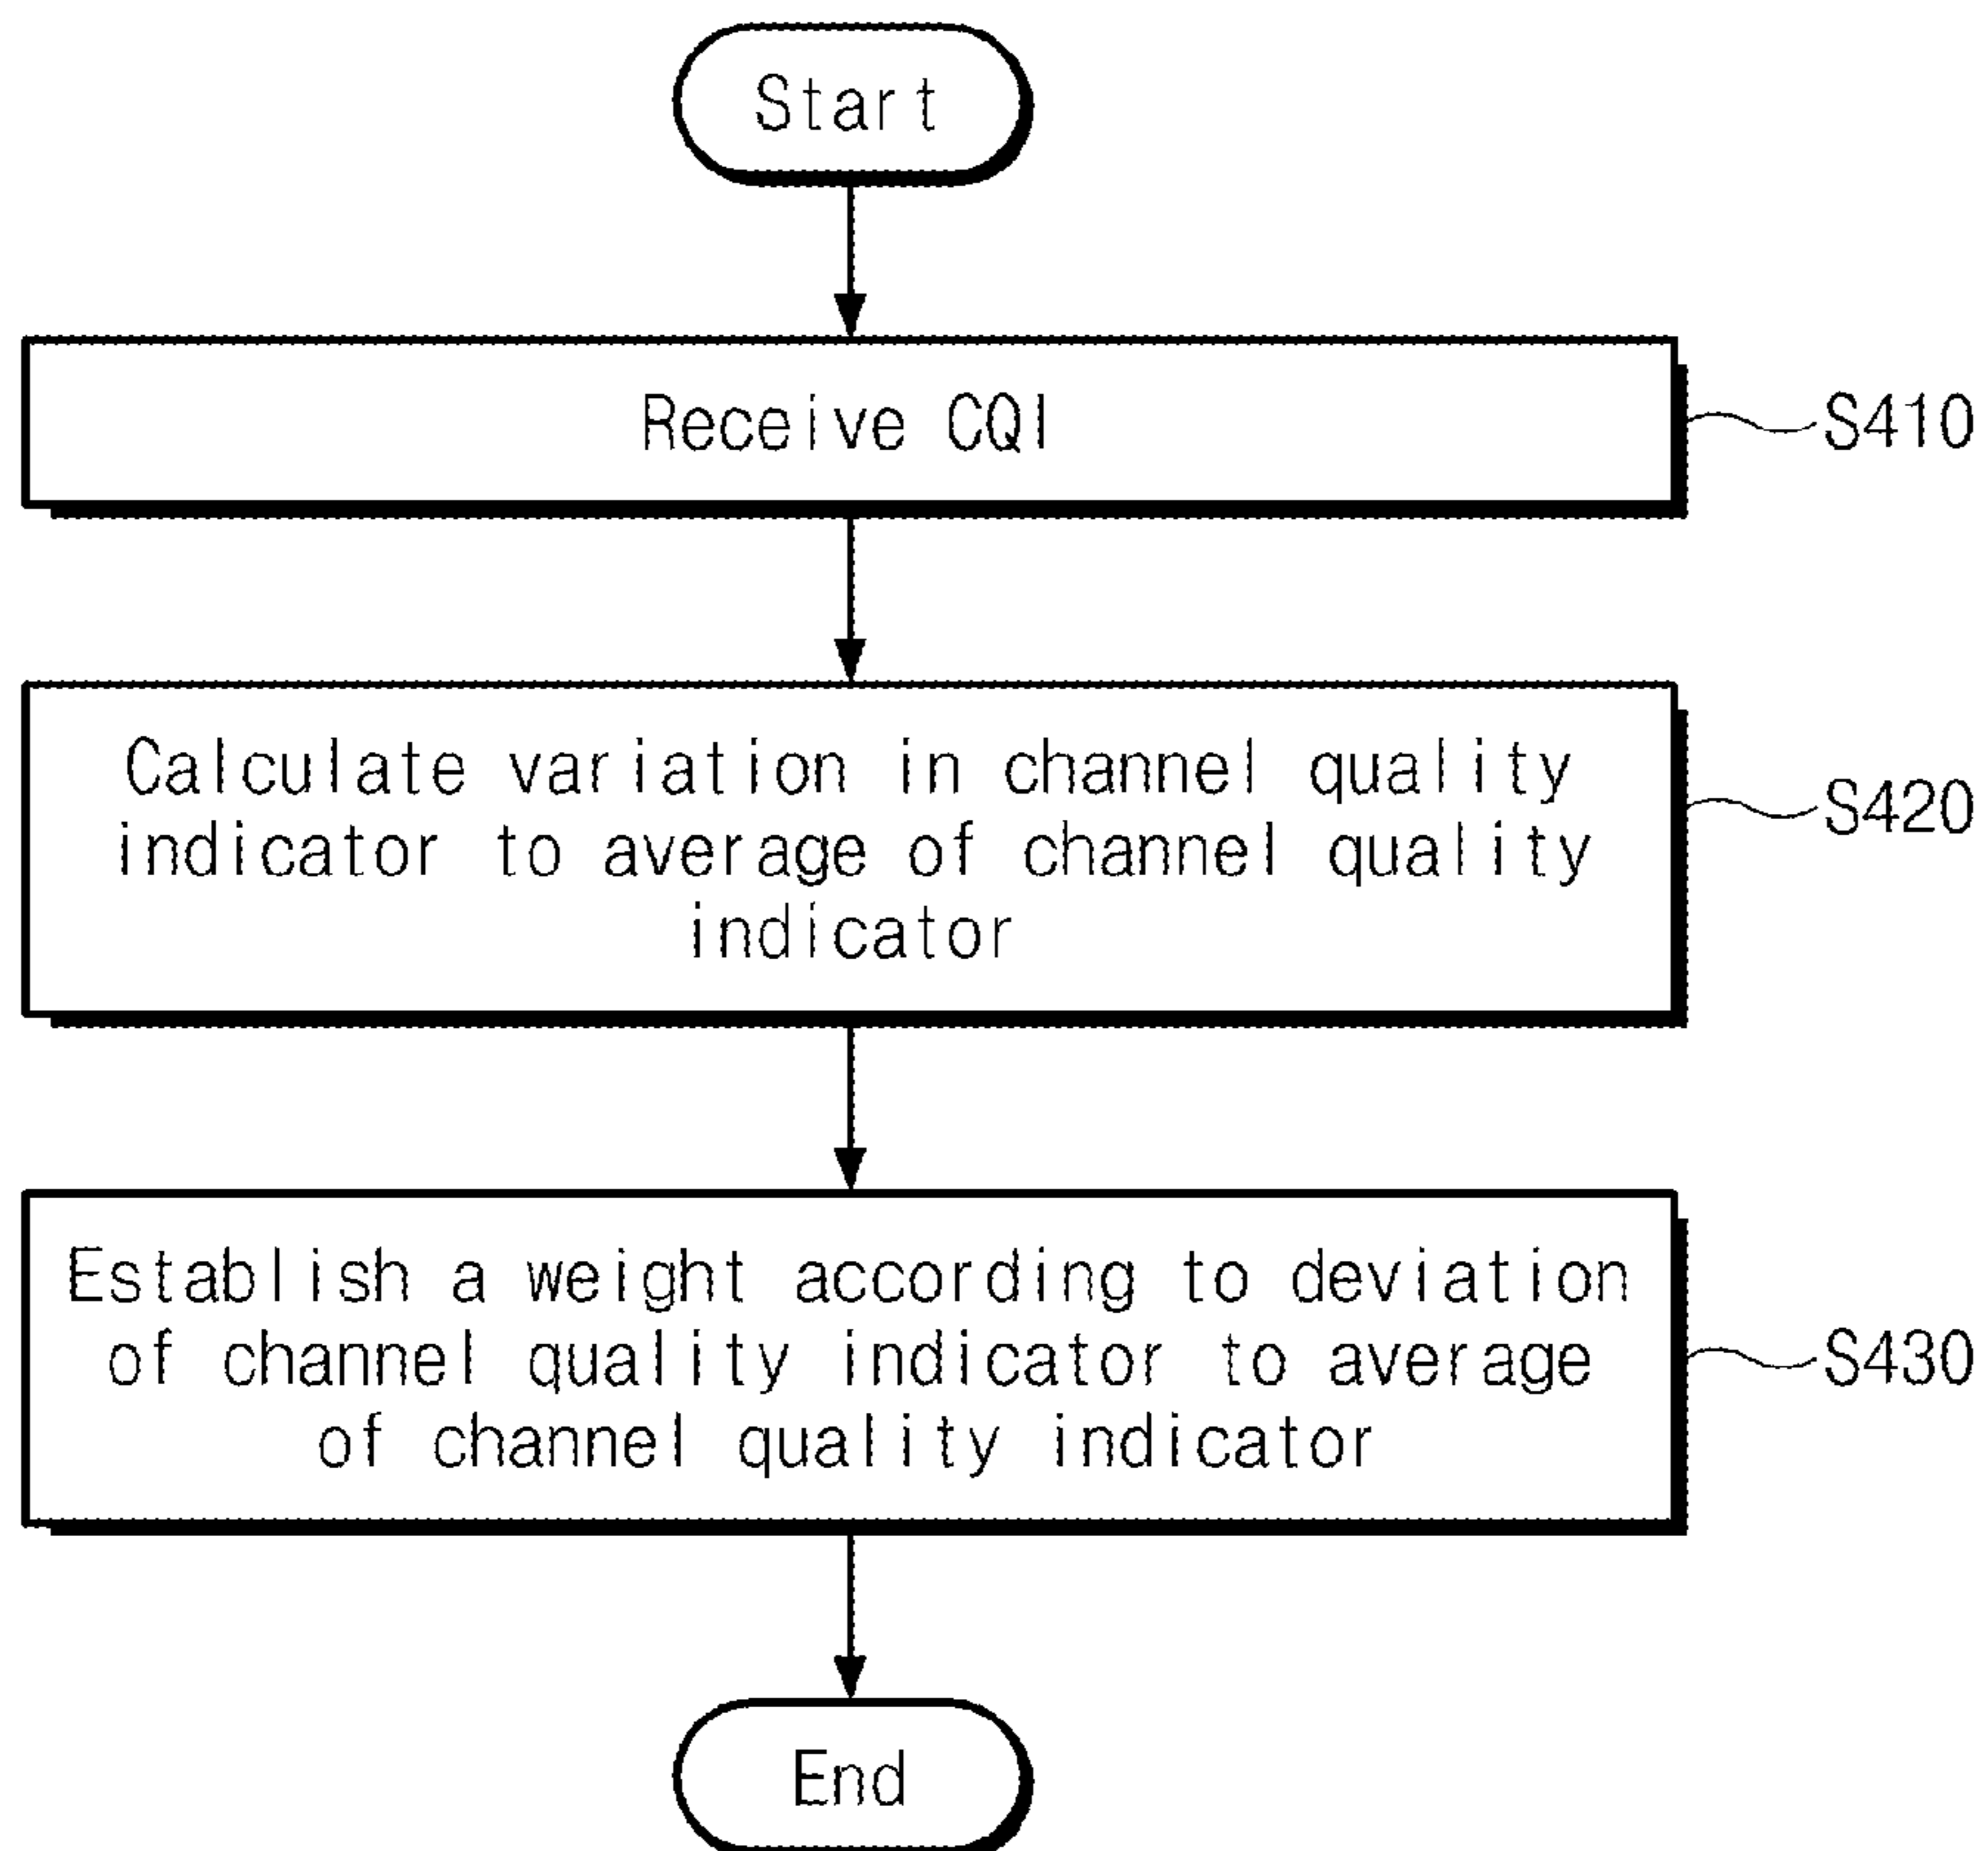 Start
Receive CQI
S410
Calculate variation in channel quality
indicator to average of channel quality
indicator
S420
Establish a weight according to deviation
of channel quality indicator to average
of channel quality indicator
S430
End